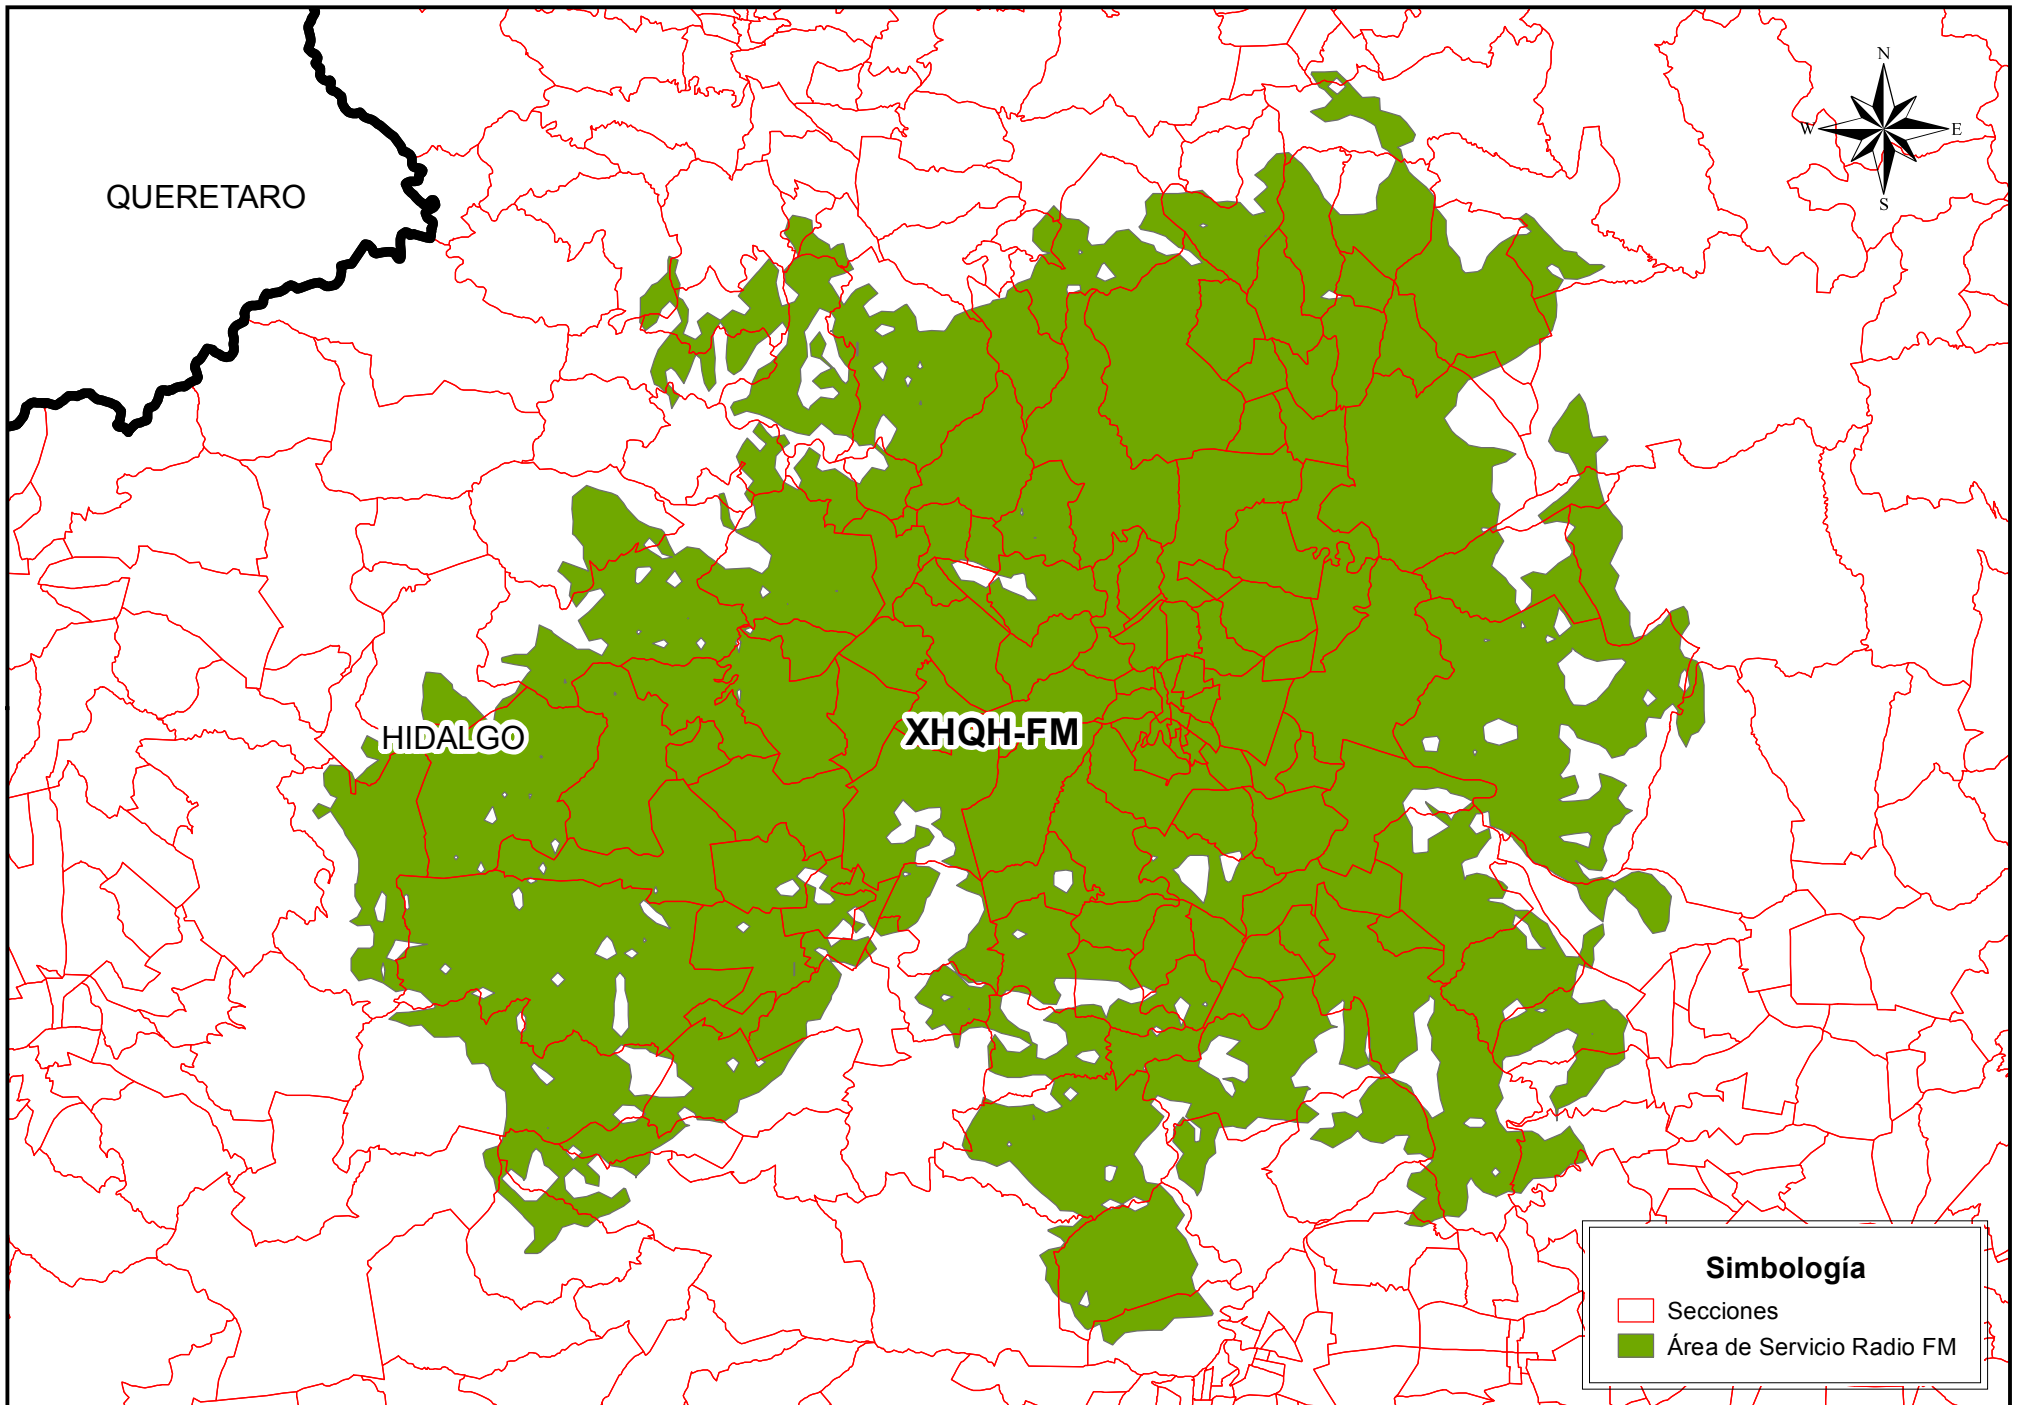 N
W E
S
QUERETARO
HIDALGO
XHQH-FM
Simbología
Secciones
Área de Servicio Radio FM